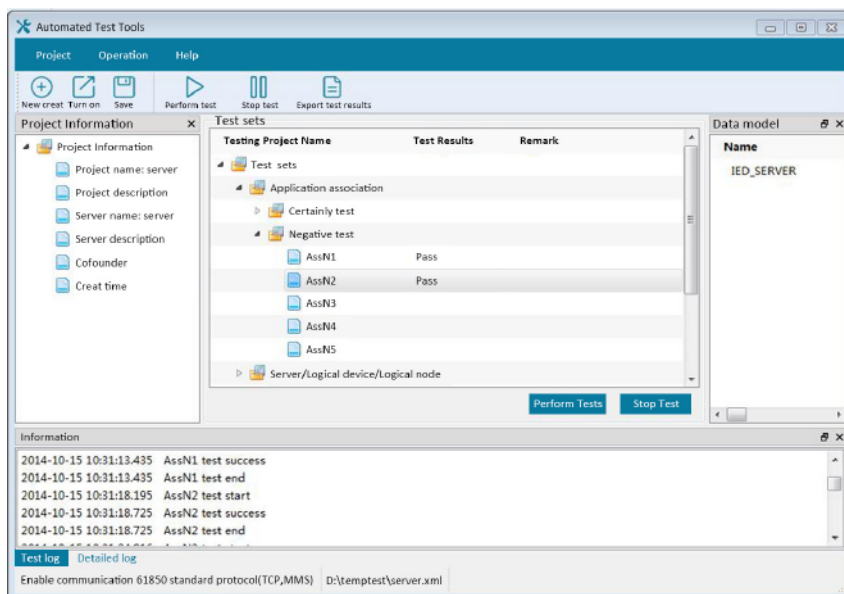 Automated Test Tools
Project Operation Help
New creat Turn on Save Perform test Stop test Export test results
Project Information
Project Information
Project name: server
Project description
Server name: server
Server description
Cofounder
Creat time
Test sets
Testing Project Name Test Results Remark
Test sets
Application association
Certainly test
Negative test
AssN1 Pass
AssN2 Pass
AssN3
AssN4
AssN5
Server/Logical device/Logical node
Perform Tests Stop Test
Data model
Name
IED_SERVER
Information
2014-10-15 10:31:13.435 AssN1 test success
2014-10-15 10:31:13.435 AssN1 test end
2014-10-15 10:31:18.195 AssN2 test start
2014-10-15 10:31:18.725 AssN2 test success
2014-10-15 10:31:18.725 AssN2 test end
Test log Detailed log
Enable communication 61850 standard protocol(TCP,MMS) D:\temptest\server.xml